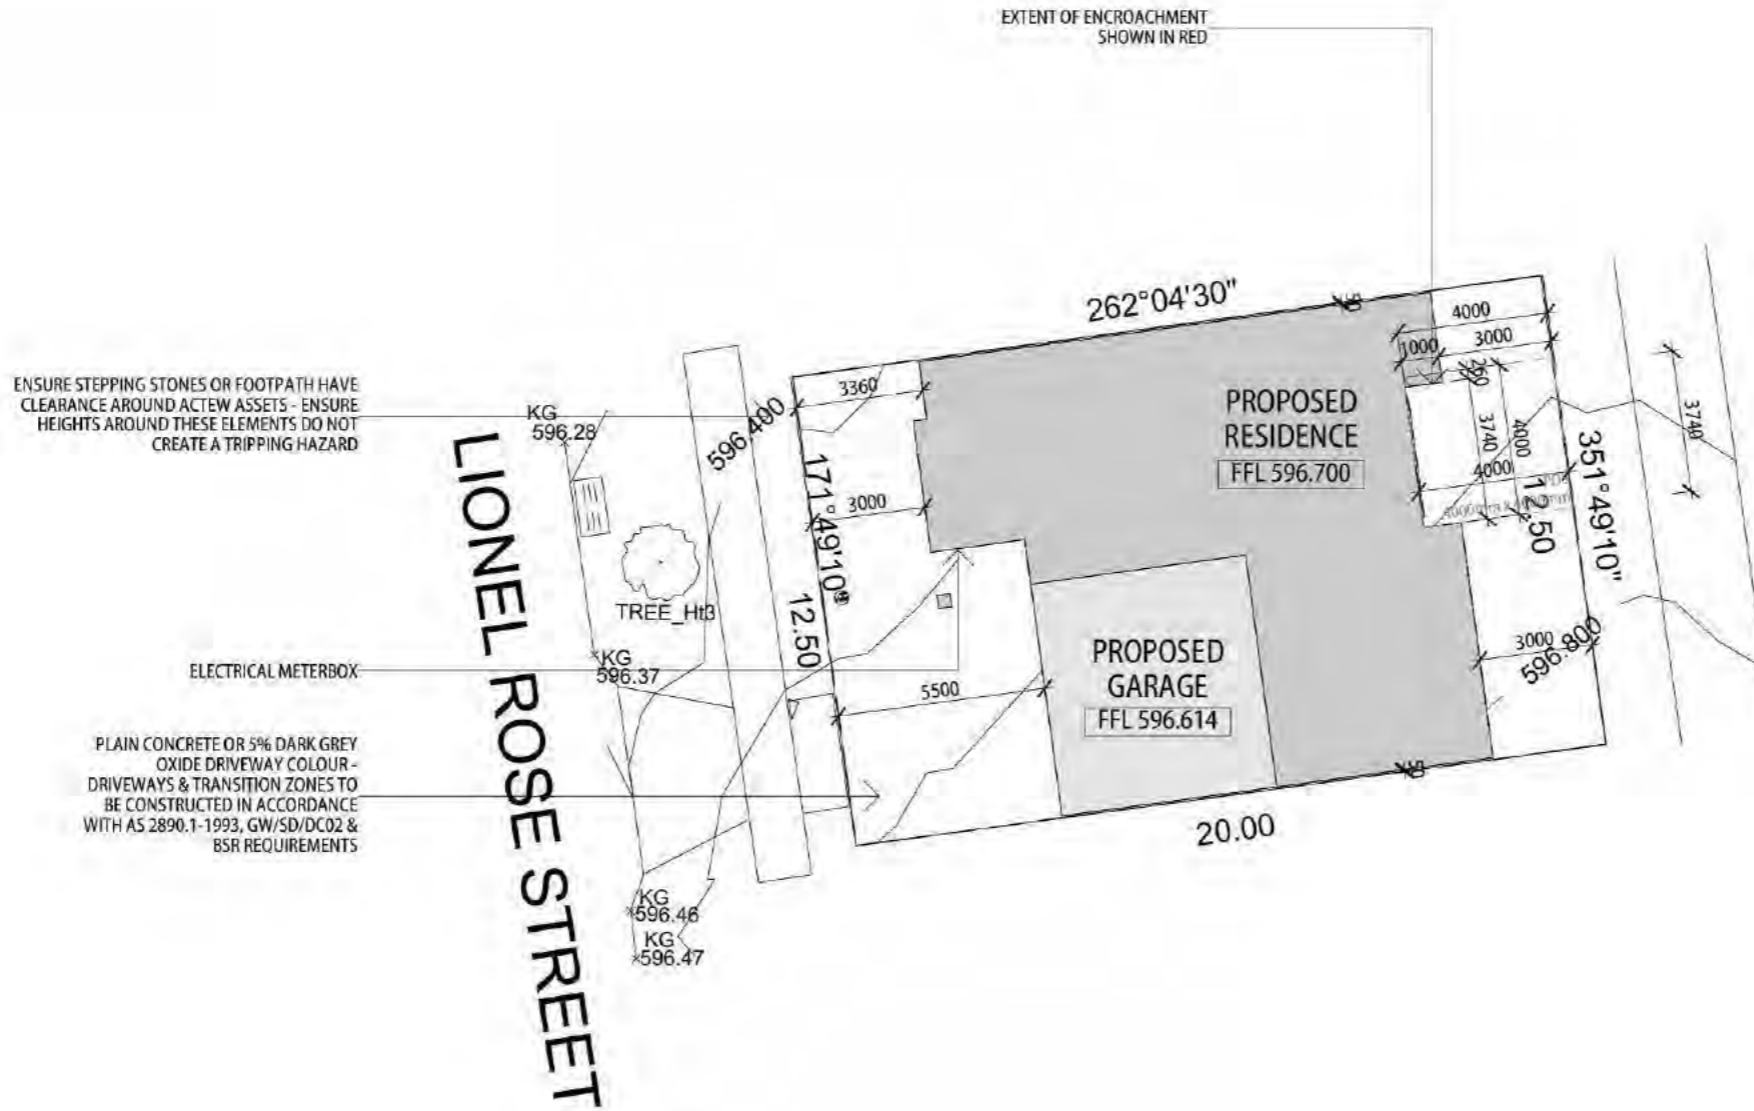 EXTENT OF ENCROACHMENT
SHOWN IN RED
262°04'30"
50
4000
1000
3000
260
3740
4000
4000
3740
12.50
351°49'10"
ENSURE STEPPING STONES OR FOOTPATH HAVE
CLEARANCE AROUND ACTEW ASSETS - ENSURE
HEIGHTS AROUND THESE ELEMENTS DO NOT
CREATE A TRIPPING HAZARD
KG
596.28
596.400
3360
171°49'10"
3000
PROPOSED
RESIDENCE
FFL 596.700
LIONEL ROSE STREET
TREE_Ht3
12.50
ELECTRICAL METERBOX
KG
596.37
5500
PROPOSED
GARAGE
FFL 596.614
3000
596.800
PLAIN CONCRETE OR 5% DARK GREY
OXIDE DRIVEWAY COLOUR -
DRIVEWAYS & TRANSITION ZONES TO
BE CONSTRUCTED IN ACCORDANCE
WITH AS 2890.1-1993, GW/SD/DC02 &
BSR REQUIREMENTS
50
20.00
KG
596.46
KG
596.47